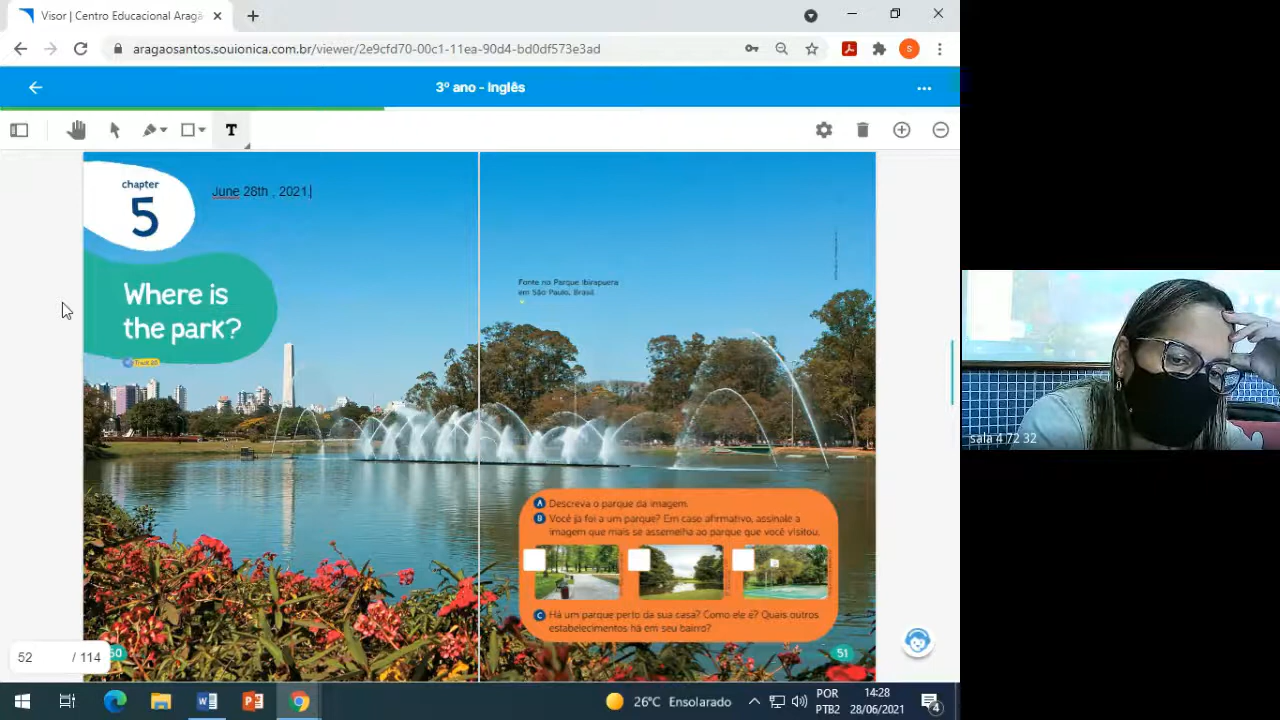 Visor | Centro Educacional Aragã
aragaosantos.souionica.com.br/viewer/2e9cfd70-00c1-11ea-90d4-bd0df573e3ad
S
3º ano - Inglês
T
chapter
5
June 28th , 2021.
Where is
the park?
Track 20
Fonte no Parque Ibirapuera
em São Paulo, Brasil.
A Descreva o parque da imagem.
B Você já foi a um parque? Em caso afirmativo, assinale a
imagem que mais se assemelha ao parque que você visitou.
C Há um parque perto da sua casa? Como ele é? Quais outros
estabelecimentos há em seu bairro?
52 / 114
50
51
sala 4 72 32
26°C Ensolarado
POR
PTB2
14:28
28/06/2021
4